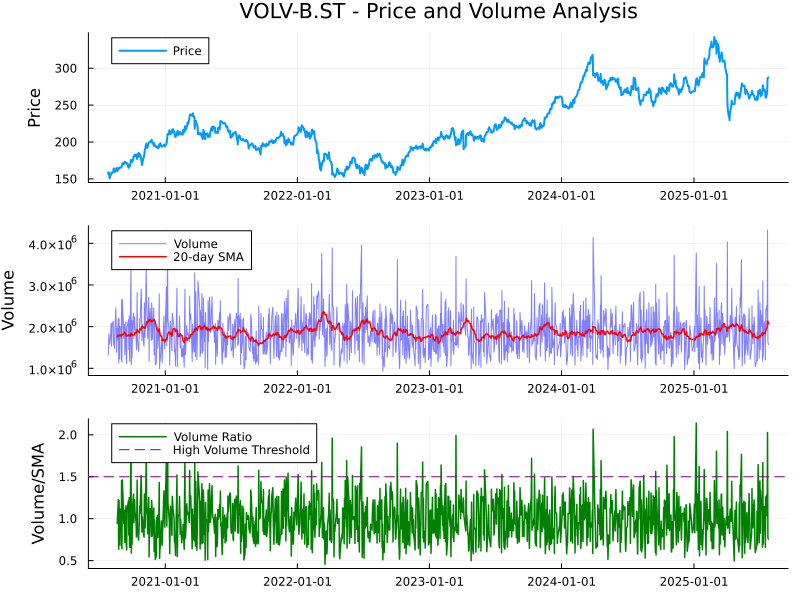 VOLV-B.ST - Price and Volume Analysis
Price
Price
300
250
200
150
2021-01-01 2022-01-01 2023-01-01 2024-01-01 2025-01-01
Volume
Volume
20-day SMA
4.0×10⁶
3.0×10⁶
2.0×10⁶
1.0×10⁶
2021-01-01 2022-01-01 2023-01-01 2024-01-01 2025-01-01
Volume/SMA
Volume Ratio
High Volume Threshold
2.0
1.5
1.0
0.5
2021-01-01 2022-01-01 2023-01-01 2024-01-01 2025-01-01